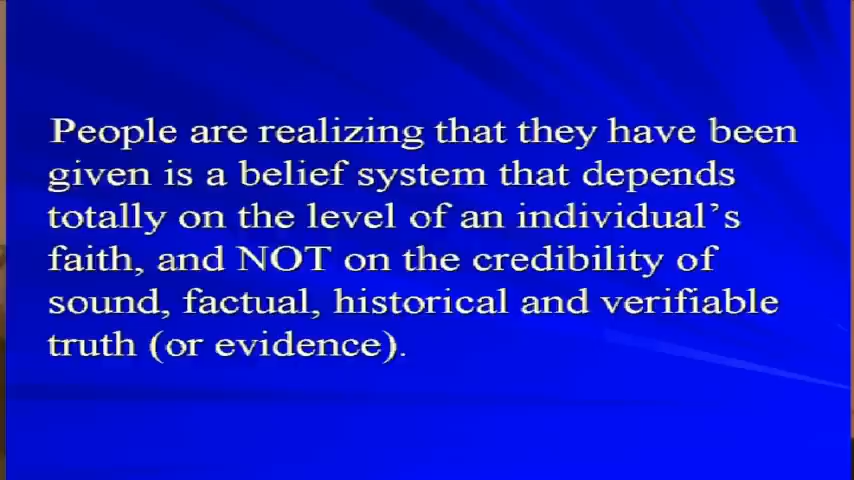 People are realizing that they have been
given is a belief system that depends
totally on the level of an individual’s
faith, and NOT on the credibility of
sound, factual, historical and verifiable
truth (or evidence).